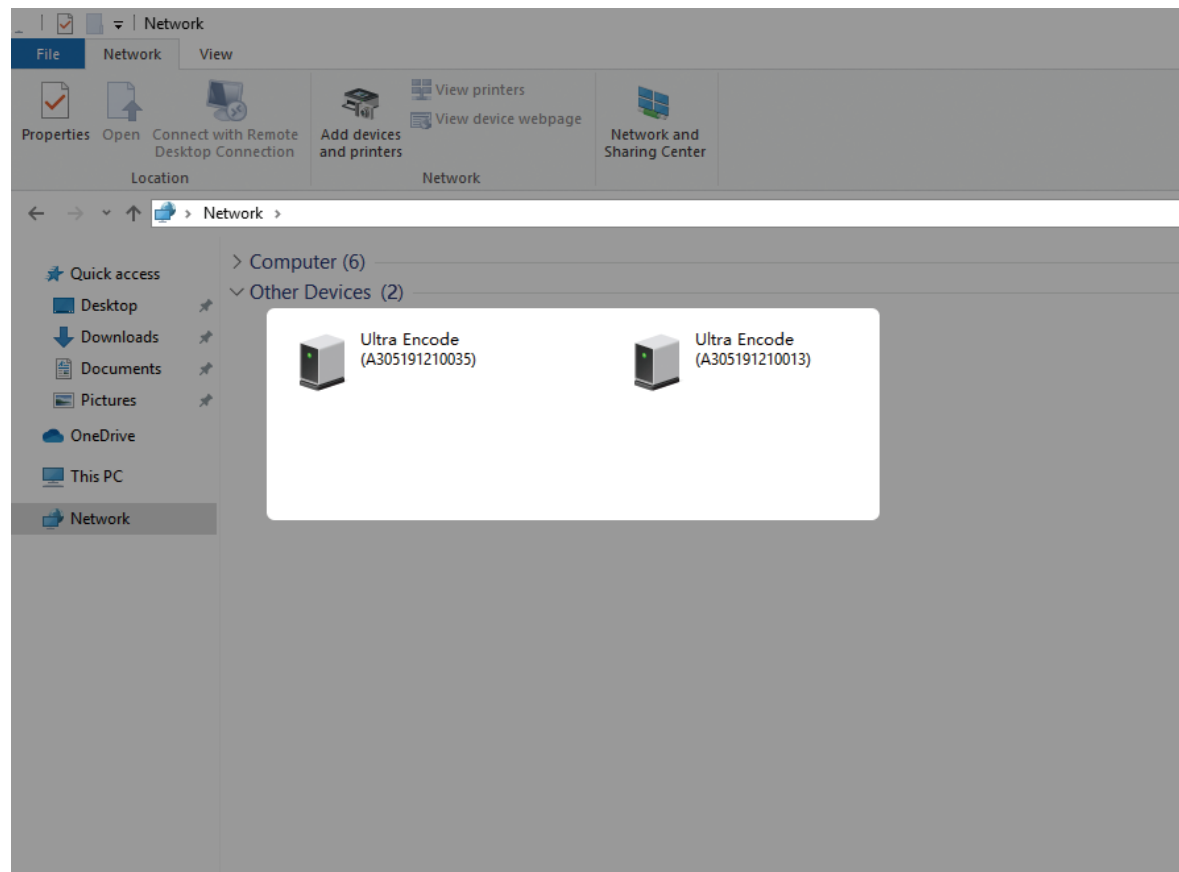 Network
File Network View
Properties Open Connect with Remote Desktop Connection Add devices and printers View printers
View device webpage
Network and Sharing Center
Location Network
Network
Quick access
Desktop
Downloads
Documents
Pictures
OneDrive
This PC
Network
Computer (6)
Other Devices (2)
Ultra Encode
(A305191210035)
Ultra Encode
(A305191210013)